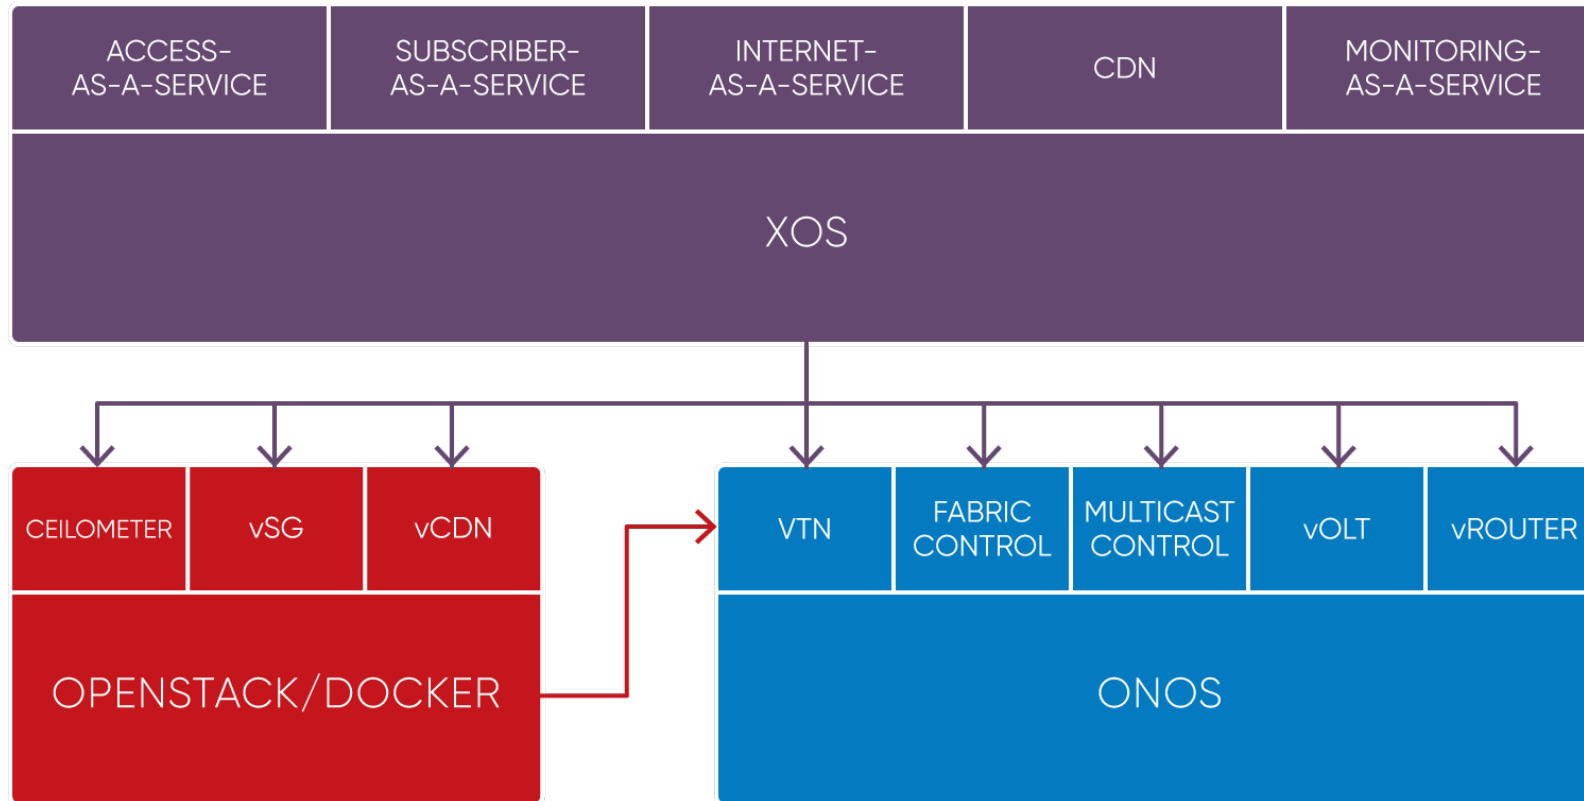 ACCESS-
AS-A-SERVICE
SUBSCRIBER-
AS-A-SERVICE
INTERNET-
AS-A-SERVICE
CDN
MONITORING-
AS-A-SERVICE
XOS
CEILOMETER
vSG
vCDN
VTN
FABRIC
CONTROL
MULTICAST
CONTROL
vOLT
vROUTER
OPENSTACK/DOCKER
ONOS